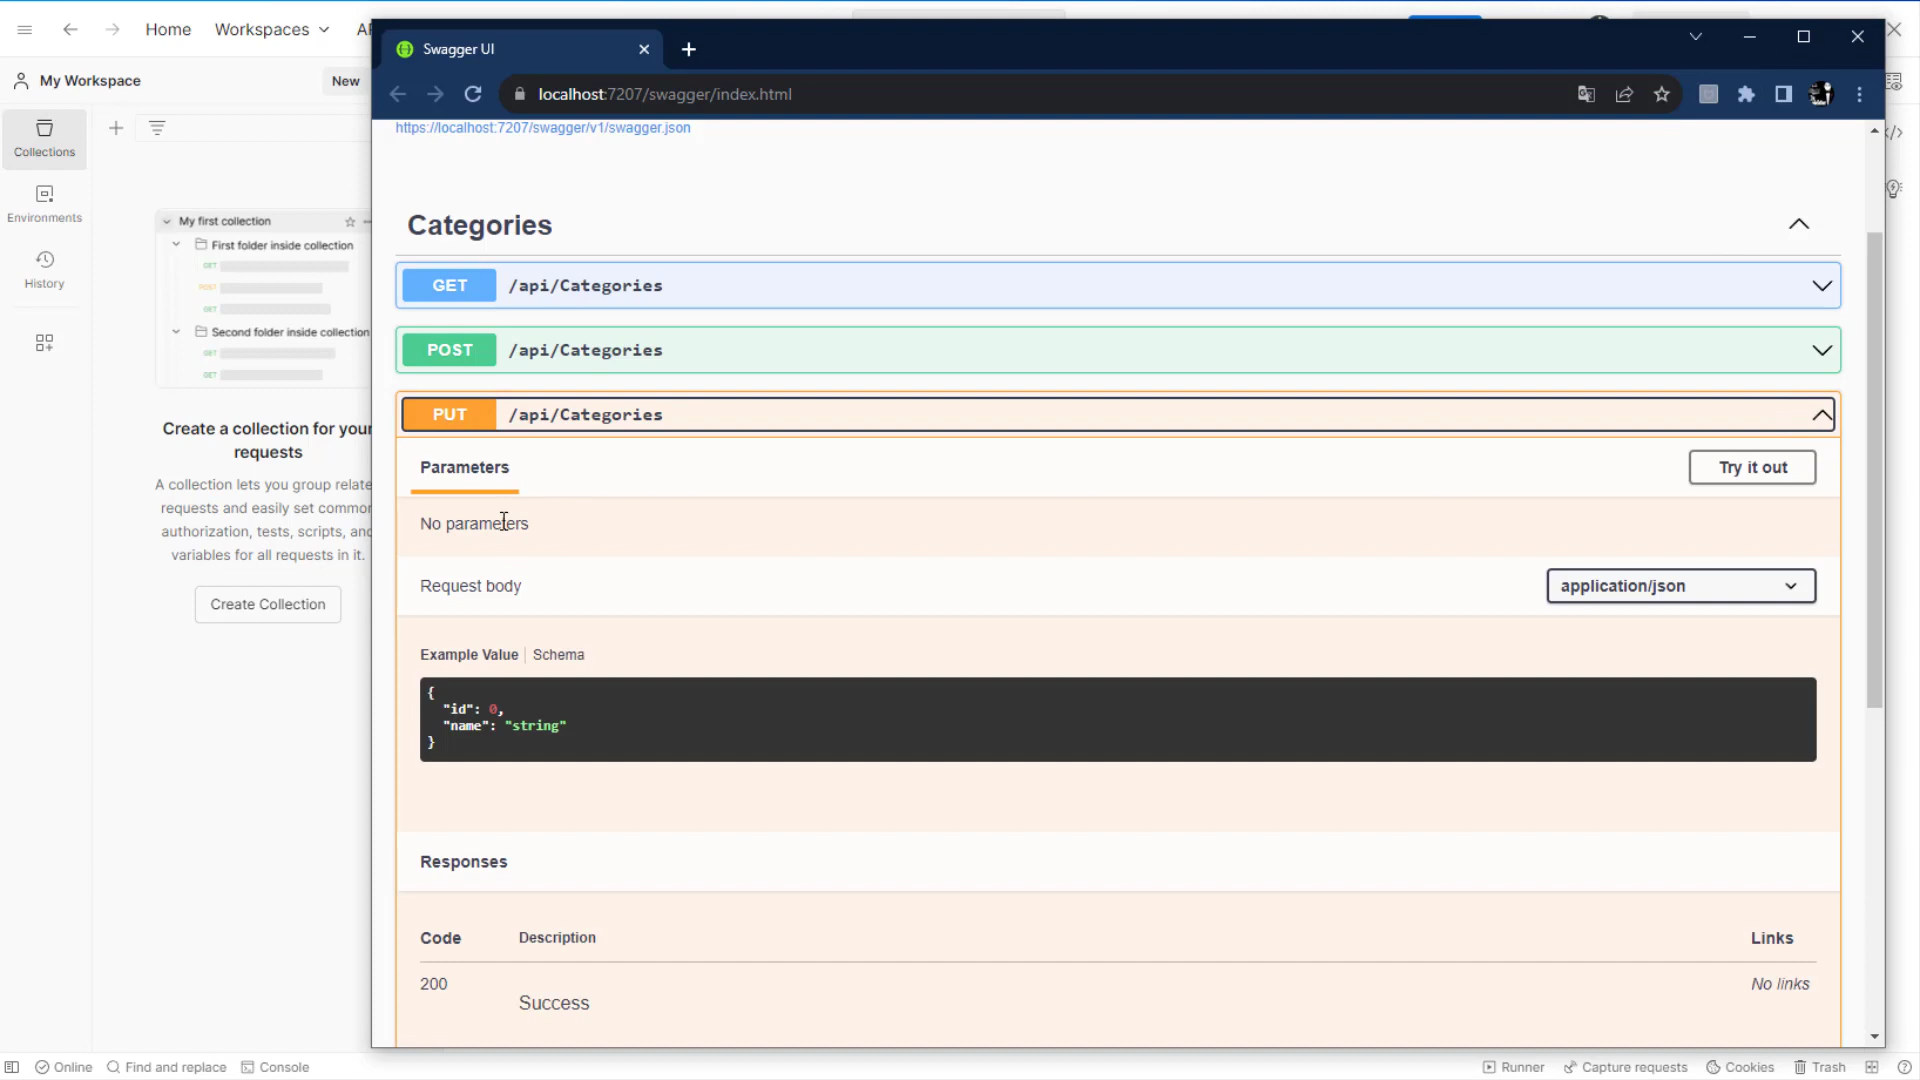 Home
Workspaces
My Workspace
New
Collections
Environments
History
My first collection
First folder inside collection
GET
POST
GET
Second folder inside collection
GET
GET
Create a collection for your
requests
A collection lets you group
requests and easily set
authorization, tests, scripts,
variables for all requests in it.
Create Collection
Online
Find and replace
Console
Swagger UI
localhost:7207/swagger/index.html
https://localhost:7207/swagger/v1/swagger.json
Categories
GET /api/Categories
POST /api/Categories
PUT /api/Categories
Parameters
Try it out
No parameters
Request body
application/json
Example Value
Schema
{
"id": 0,
"name": "string"
}
Responses
Code Description Links
200
Success
No links
Runner
Capture requests
Cookies
Trash